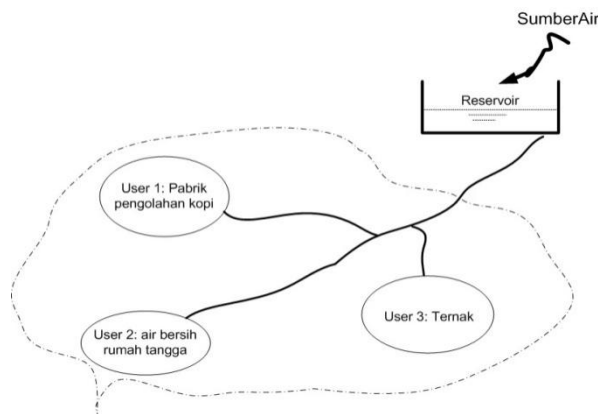 SumberAir
Reservoir
User 1: Pabrik
pengolahan kopi
User 2: air bersih
rumah tangga
User 3: Ternak